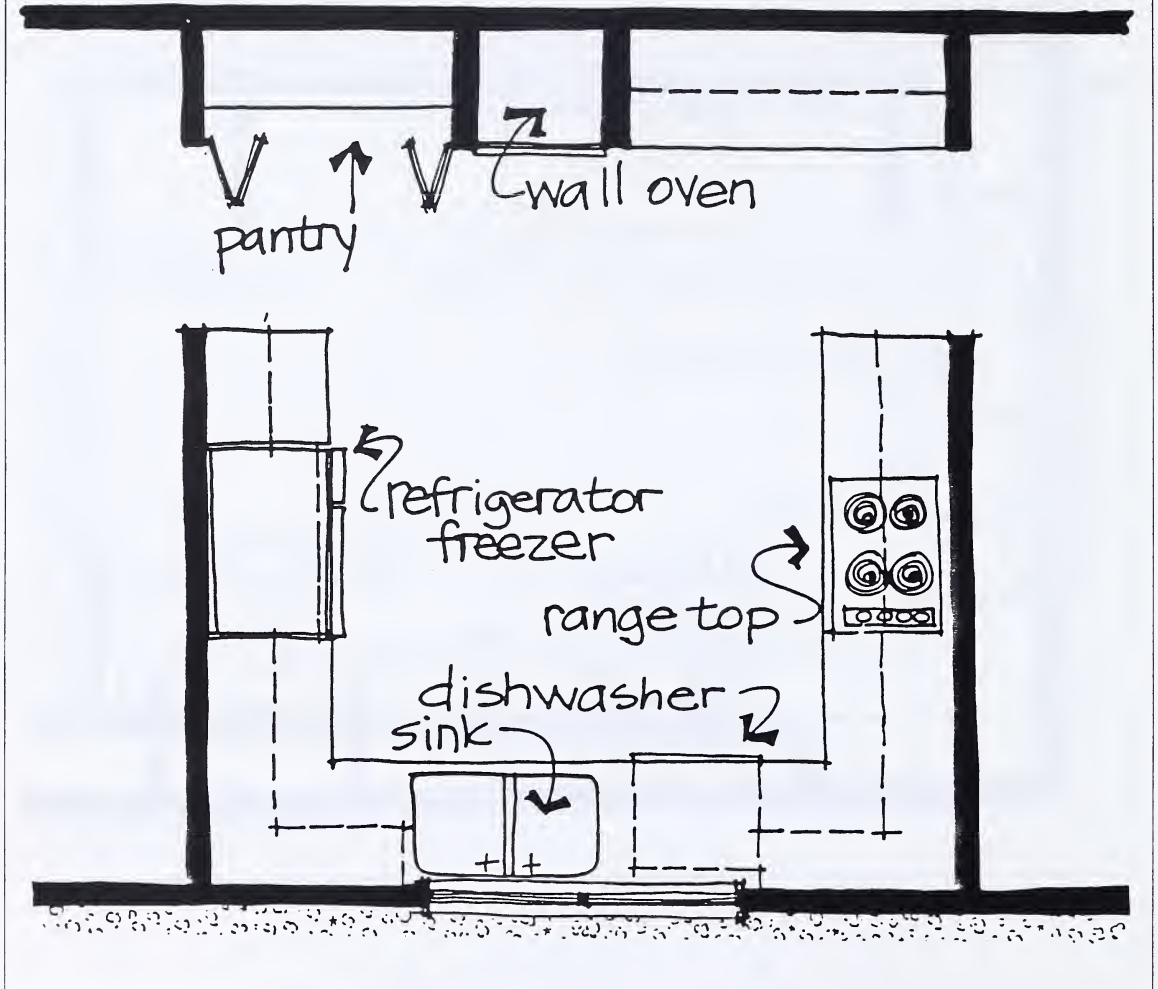 wall oven
pantry
refrigerator
freezer
range top
dishwasher
sink